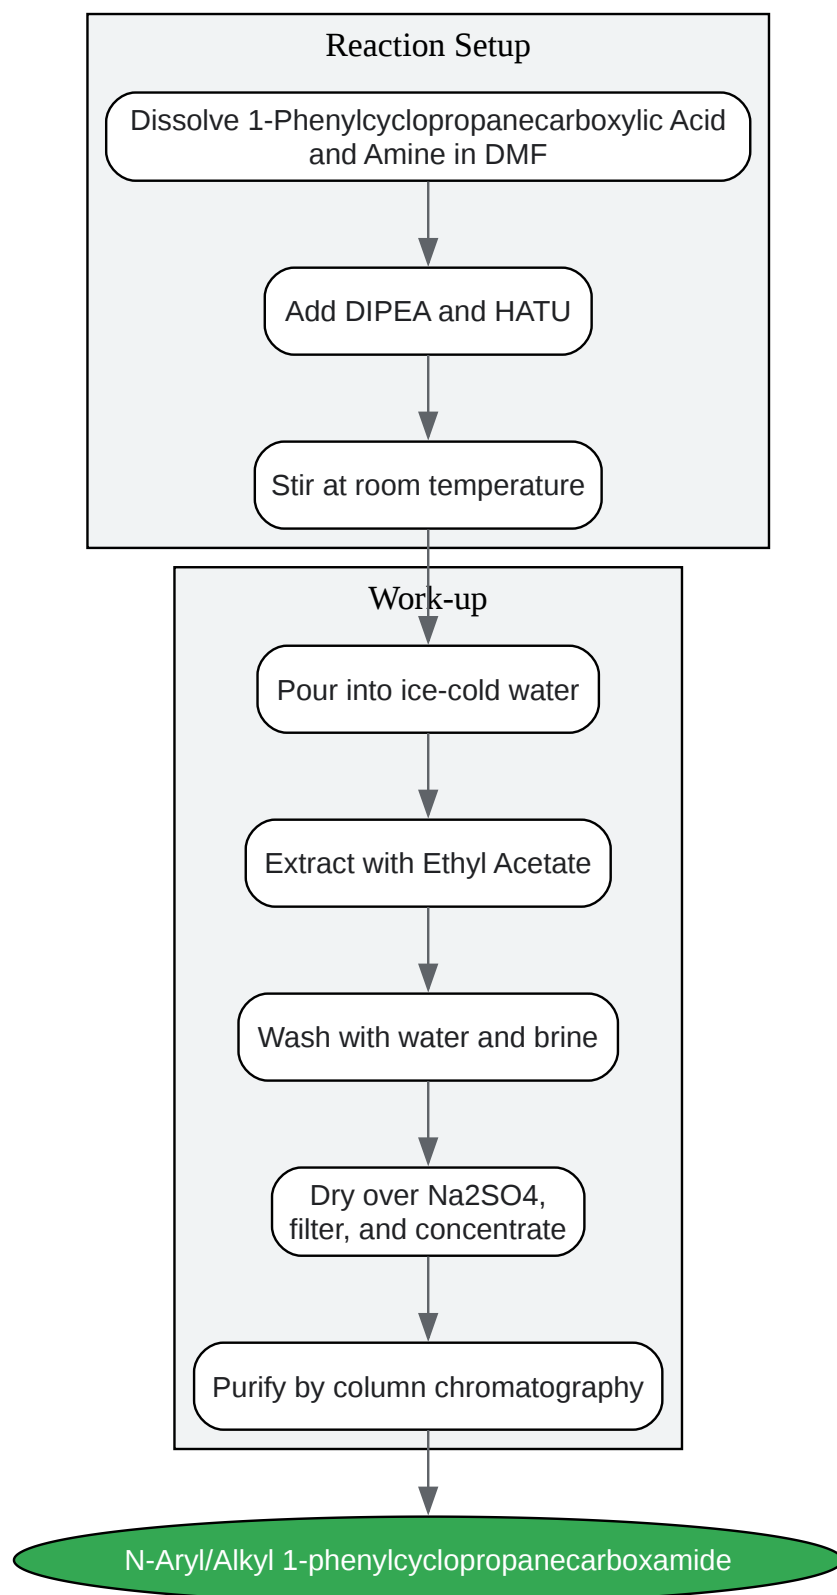 Reaction Setup
Dissolve 1-Phenylcyclopropanecarboxylic Acid
and Amine in DMF
Add DIPEA and HATU
Stir at room temperature
Work-up
Pour into ice-cold water
Extract with Ethyl Acetate
Wash with water and brine
Dry over Na2SO4,
filter, and concentrate
Purify by column chromatography
N-Aryl/Alkyl 1-phenylcyclopropanecarboxamide